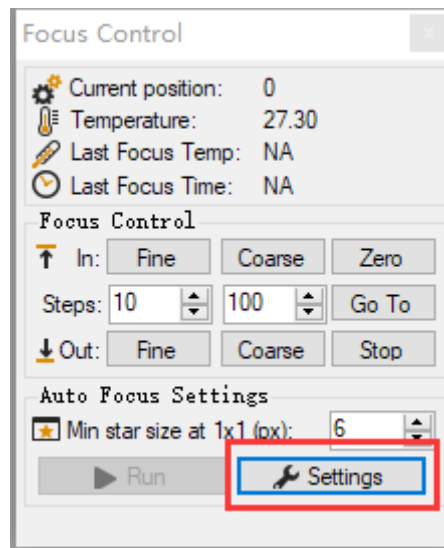 Focus Control
Current position: 0
Temperature: 27.30
Last Focus Temp: NA
Last Focus Time: NA
Focus Control
In: Fine Coarse Zero
Steps: 10 100 Go To
Out: Fine Coarse Stop
Auto Focus Settings
Min star size at 1x1 (px): 6
Run Settings